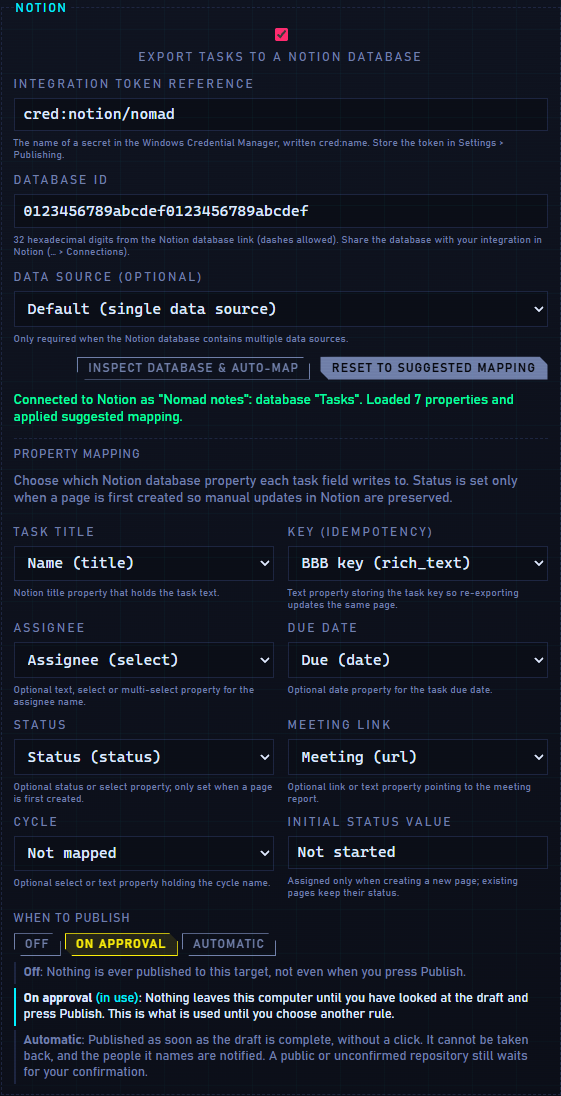 NOTION
EXPORT TASKS TO A NOTION DATABASE
INTEGRATION TOKEN REFERENCE
cred:notion/nomad
The name of a secret in the Windows Credential Manager, written cred:name. Store the token in Settings >
Publishing.
DATABASE ID
0123456789abcdef0123456789abcdef
32 hexadecimal digits from the Notion database link (dashes allowed). Share the database with your integration in
Notion (… > Connections).
DATA SOURCE (OPTIONAL)
Default (single data source)
Only required when the Notion database contains multiple data sources.
INSPECT DATABASE & AUTO-MAP
RESET TO SUGGESTED MAPPING
Connected to Notion as "Nomad notes": database "Tasks". Loaded 7 properties and
applied suggested mapping.
PROPERTY MAPPING
Choose which Notion database property each task field writes to. Status is set only
when a page is first created so manual updates in Notion are preserved.
TASK TITLE
Name (title)
Notion title property that holds the task text.
KEY (IDEMPOTENCY)
BBB key (rich_text)
Text property storing the task key so re-exporting
updates the same page.
ASSIGNEE
Assignee (select)
Optional text, select or multi-select property for the
assignee name.
DUE DATE
Due (date)
Optional date property for the task due date.
STATUS
Status (status)
Optional status or select property; only set when a page
is first created.
MEETING LINK
Meeting (url)
Optional link or text property pointing to the meeting
report.
CYCLE
Not mapped
Optional select or text property holding the cycle name.
INITIAL STATUS VALUE
Not started
Assigned only when creating a new page; existing
pages keep their status.
WHEN TO PUBLISH
OFF
ON APPROVAL
AUTOMATIC
Off: Nothing is ever published to this target, not even when you press Publish.
On approval (in use): Nothing leaves this computer until you have looked at the draft and
press Publish. This is what is used until you choose another rule.
Automatic: Published as soon as the draft is complete, without a click. It cannot be taken
back, and the people it names are notified. A public or unconfirmed repository still waits
for your confirmation.